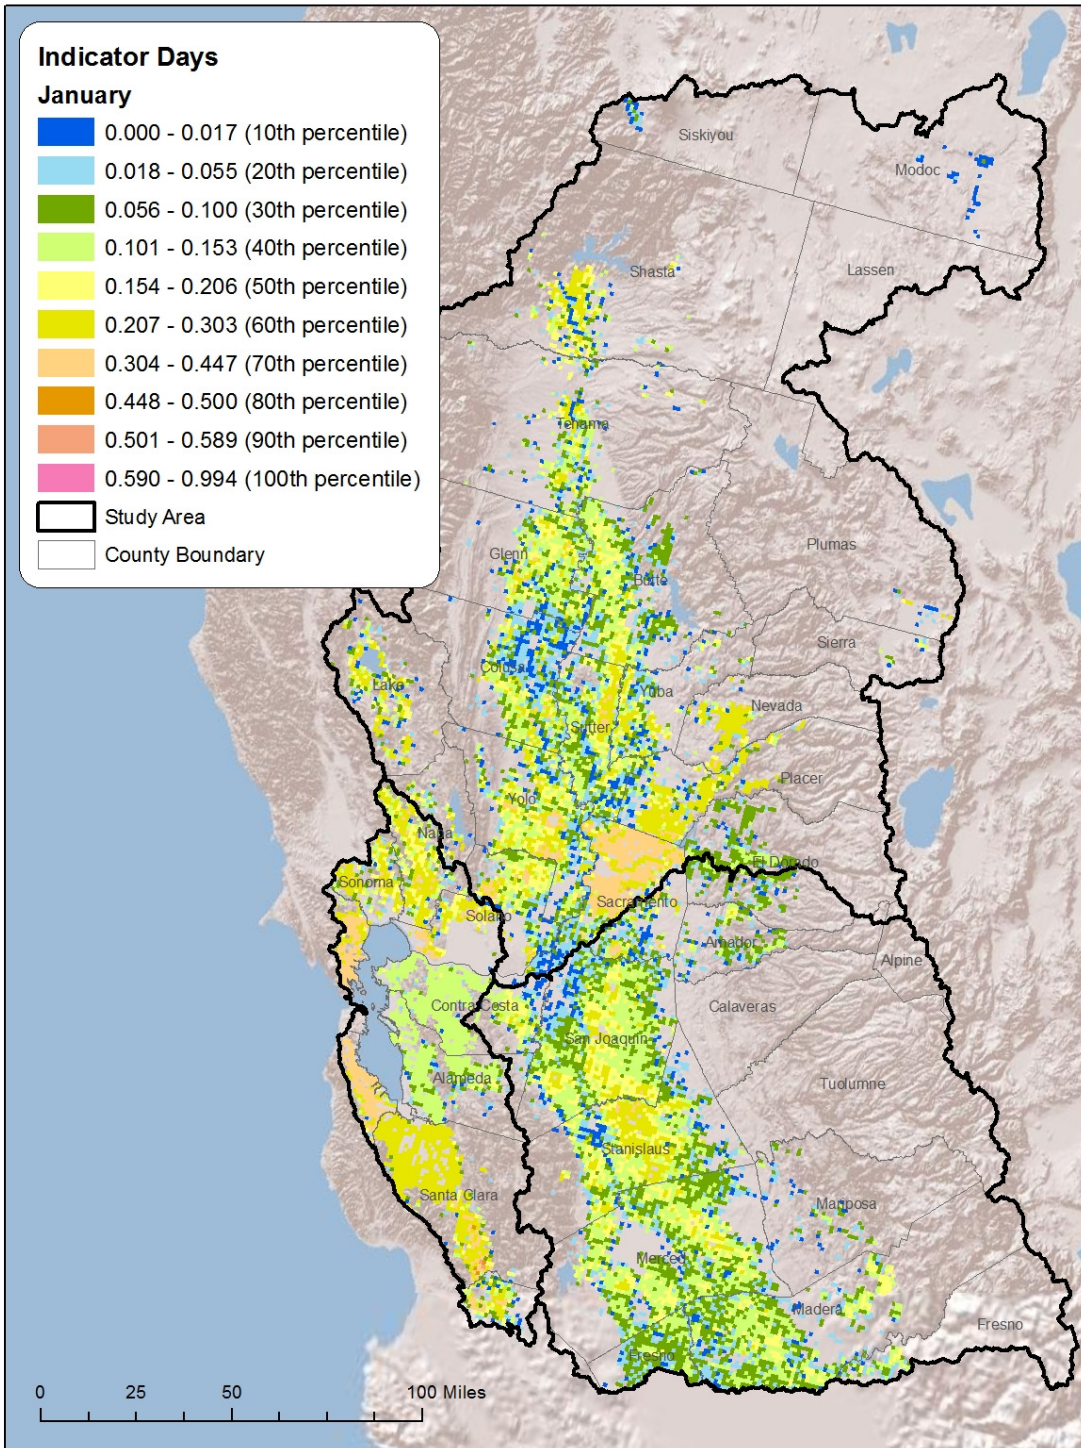 Indicator Days
January
0.000 - 0.017 (10th percentile)
0.018 - 0.055 (20th percentile)
0.056 - 0.100 (30th percentile)
0.101 - 0.153 (40th percentile)
0.154 - 0.206 (50th percentile)
0.207 - 0.303 (60th percentile)
0.304 - 0.447 (70th percentile)
0.448 - 0.500 (80th percentile)
0.501 - 0.589 (90th percentile)
0.590 - 0.994 (100th percentile)
Study Area
County Boundary
Siskiyou
Modoc
Shasta
Lassen
Tehama
Plumas
Glenn
Butte
Sierra
Colusa
Lake
Yuba
Nevada
Sutter
Placer
Yolo
Napa
El Dorado
Sonoma
Sacramento
Solano
Amador
Alpine
Contra Costa
Calaveras
San Joaquin
Alameda
Tuolumne
Stanislaus
Santa Clara
Mariposa
Merced
Madera
Fresno
Fresno
0 25 50 100 Miles